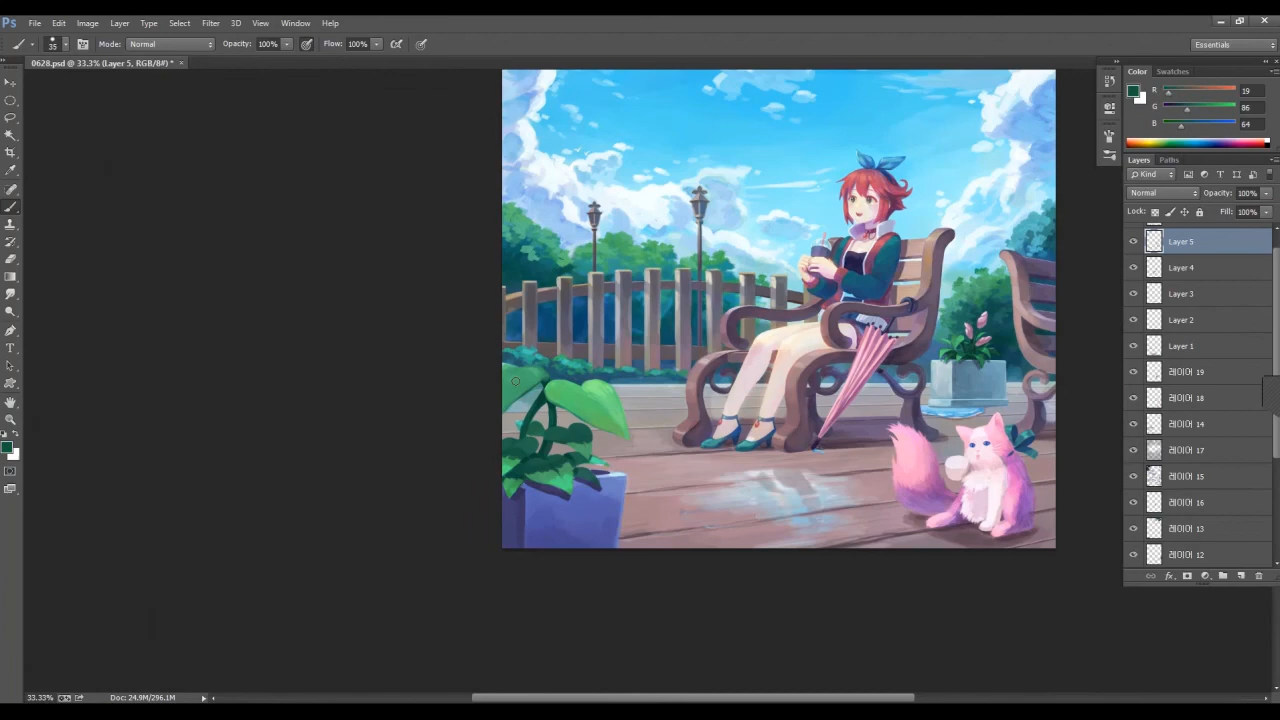 Ps File Edit Image Layer Type Select Filter 3D View Window Help
35 Mode: Normal Opacity: 100% Flow: 100% Essentials
0628.psd @ 33.3% (Layer 5, RGB/8#) * ×
Color Swatches
R 19
G 86
B 64
Layers Paths
Kind
Normal Opacity: 100%
Lock: Fill: 100%
Layer 5
Layer 4
Layer 3
Layer 2
Layer 1
레이어 19
레이어 18
레이어 14
레이어 17
레이어 15
레이어 16
레이어 13
레이어 12
fx
33.33% Doc: 24.9M/296.1M